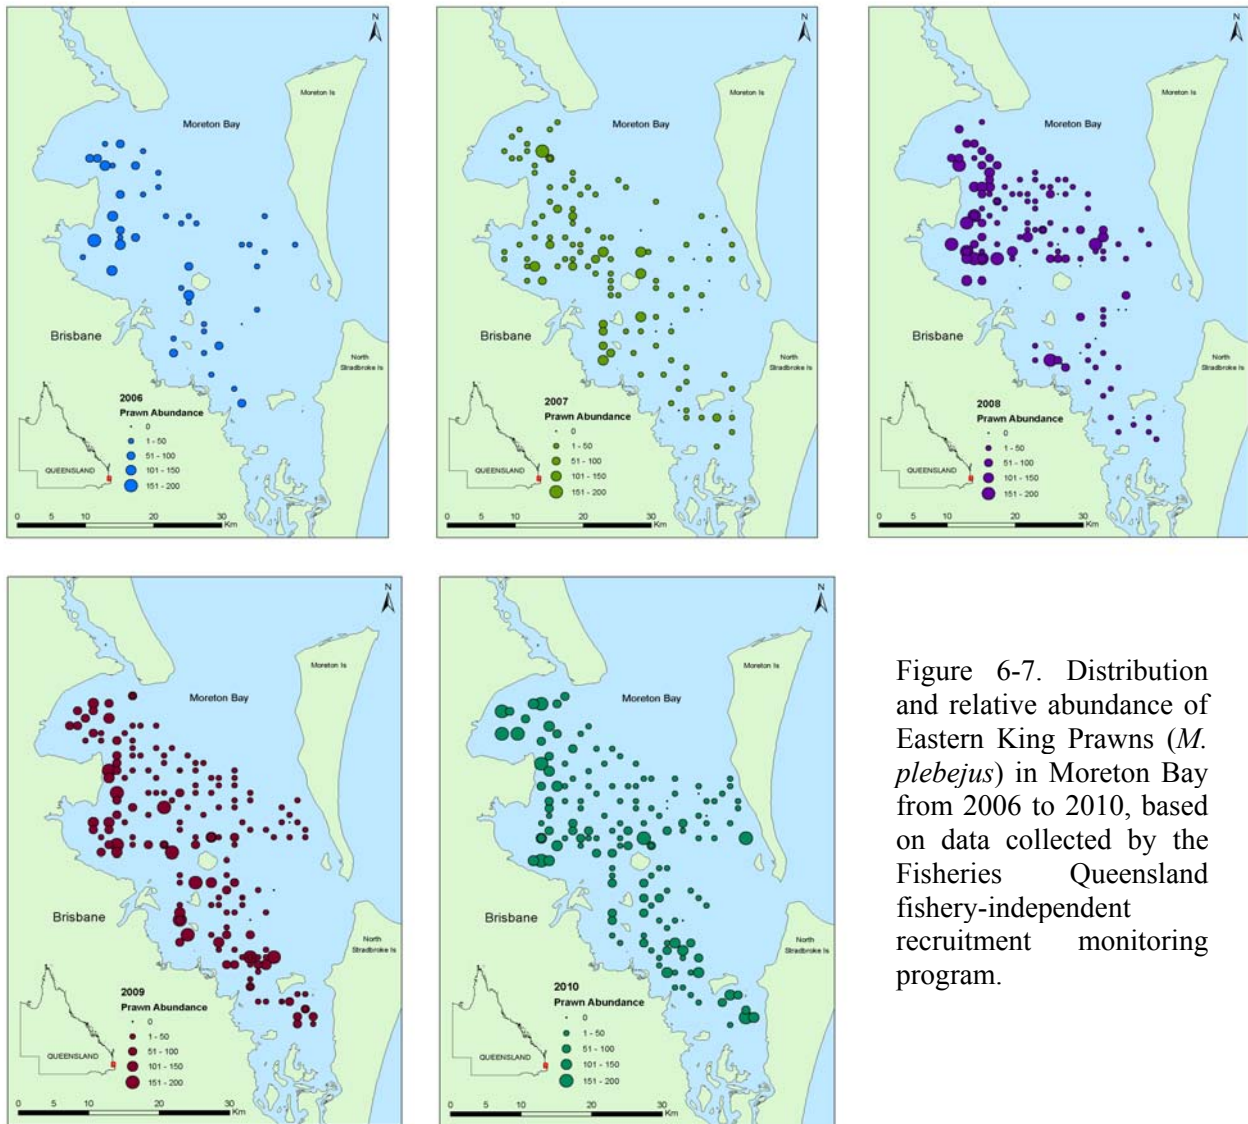 N
Moreton Is
Moreton Bay
Brisbane
North
Stradbroke Is
2006
Prawn Abundance
0
1 - 50
51 - 100
101 - 150
151 - 200
QUEENSLAND
0 5 10 20 30
Km
N
Moreton Is
Moreton Bay
Brisbane
North
Stradbroke Is
2007
Prawn Abundance
0
1 - 50
51 - 100
101 - 150
151 - 200
QUEENSLAND
0 5 10 20 30
Km
N
Moreton Is
Moreton Bay
Brisbane
North
Stradbroke Is
2008
Prawn Abundance
0
1 - 50
51 - 100
101 - 150
151 - 200
QUEENSLAND
0 5 10 20 30
Km
N
Moreton Is
Moreton Bay
Brisbane
North
Stradbroke Is
2009
Prawn Abundance
0
1 - 50
51 - 100
101 - 150
151 - 200
QUEENSLAND
0 5 10 20 30
Km
N
Moreton Is
Moreton Bay
Brisbane
North
Stradbroke Is
2010
Prawn Abundance
0
1 - 50
51 - 100
101 - 150
151 - 200
QUEENSLAND
0 5 10 20 30
Km
Figure 6-7. Distribution
and relative abundance of
Eastern King Prawns (M.
plebejus) in Moreton Bay
from 2006 to 2010, based
on data collected by the
Fisheries Queensland
fishery-independent
recruitment monitoring
program.